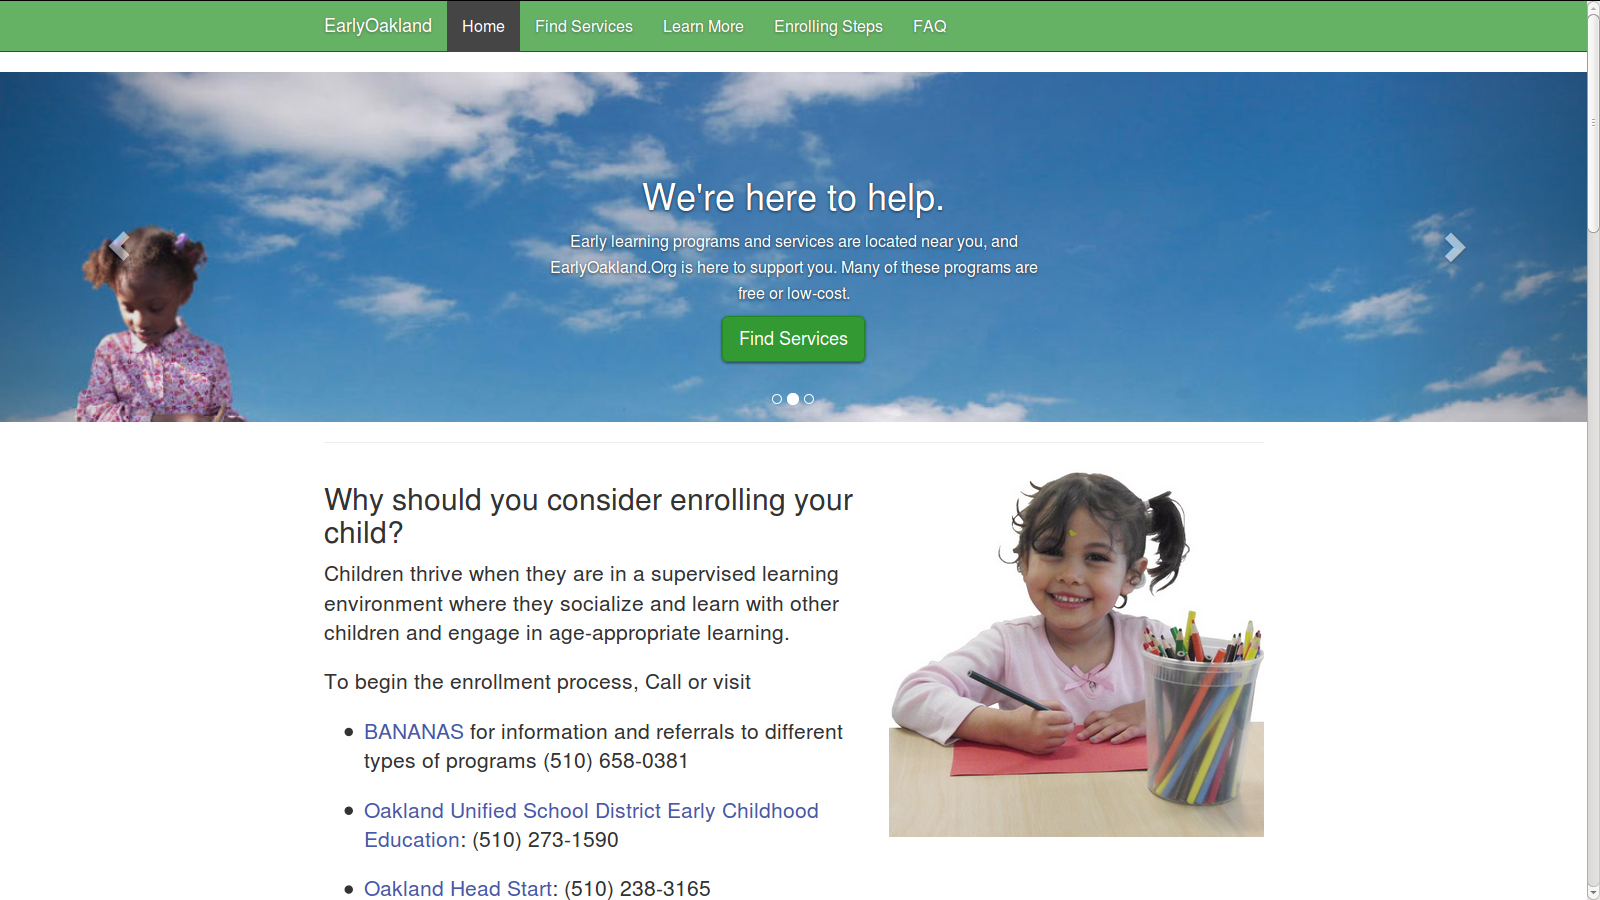 EarlyOakland Home Find Services Learn More Enrolling Steps FAQ
We're here to help.
Early learning programs and services are located near you, and
EarlyOakland.Org is here to support you. Many of these programs are
free or low-cost.
Find Services
Why should you consider enrolling your
child?
Children thrive when they are in a supervised learning
environment where they socialize and learn with other
children and engage in age-appropriate learning.
To begin the enrollment process, Call or visit
BANANAS for information and referrals to different
types of programs (510) 658-0381
Oakland Unified School District Early Childhood
Education: (510) 273-1590
Oakland Head Start: (510) 238-3165